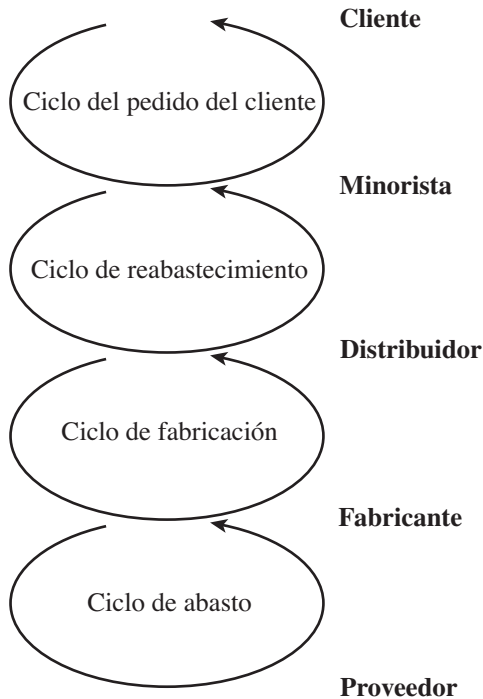 Cliente
Ciclo del pedido del cliente
Minorista
Ciclo de reabastecimiento
Distribuidor
Ciclo de fabricación
Fabricante
Ciclo de abasto
Proveedor